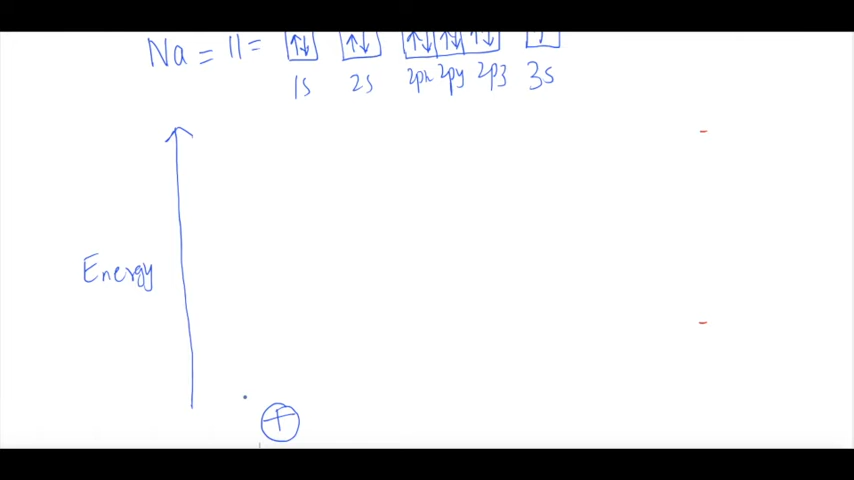 Na = 11 = ↑↓ ↑↓ ↑↓ ↑↓ ↑↓ ↑
1s 2s 2px 2py 2pz 3s
Energy
+